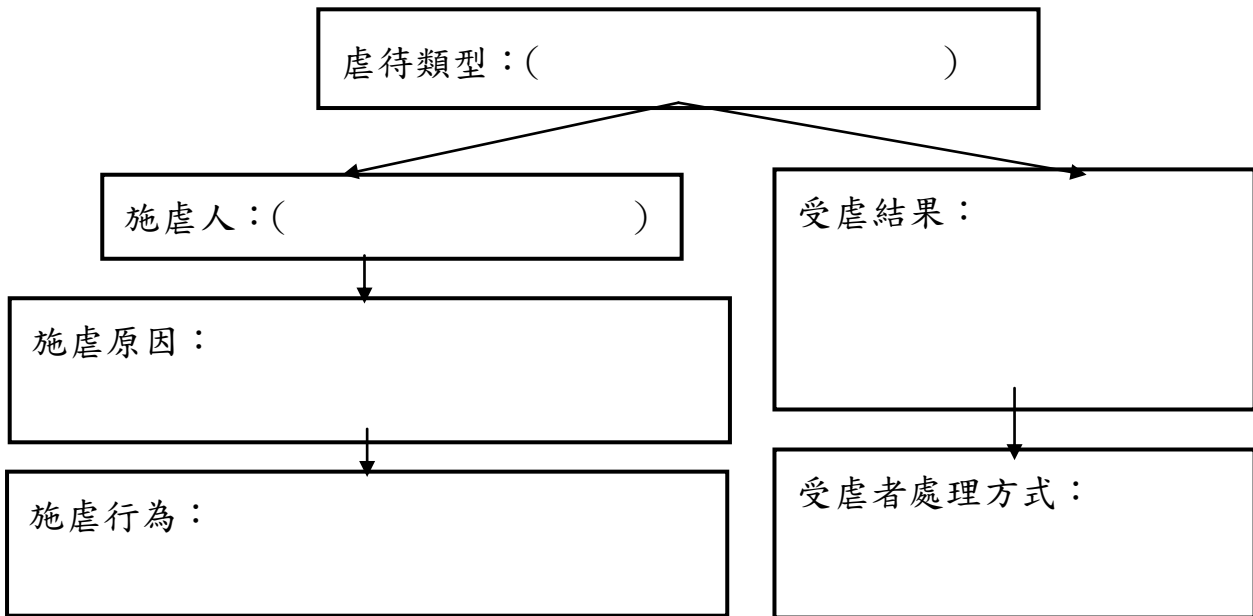 虐待類型：(　　　　　　　　　)
施虐人：(　　　　　　　　)
受虐結果：
施虐原因：
施虐行為：
受虐者處理方式：